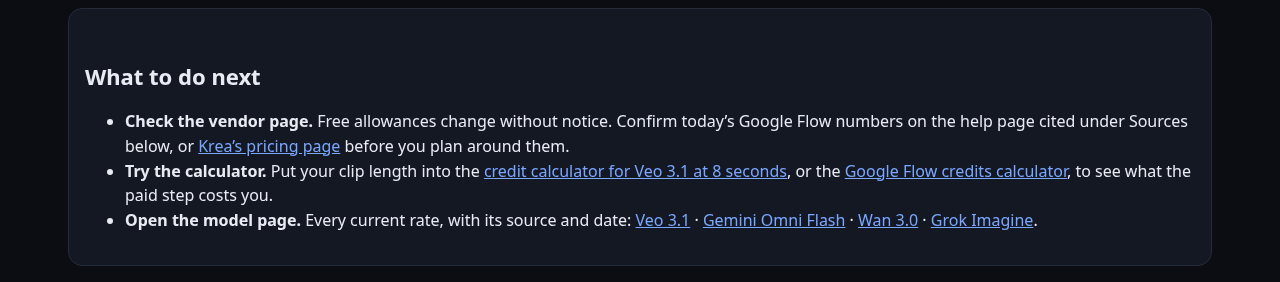 What to do next
• Check the vendor page. Free allowances change without notice. Confirm today’s Google Flow numbers on the help page cited under Sources
below, or Krea’s pricing page before you plan around them.
• Try the calculator. Put your clip length into the credit calculator for Veo 3.1 at 8 seconds, or the Google Flow credits calculator, to see what the
paid step costs you.
• Open the model page. Every current rate, with its source and date: Veo 3.1 · Gemini Omni Flash · Wan 3.0 · Grok Imagine.